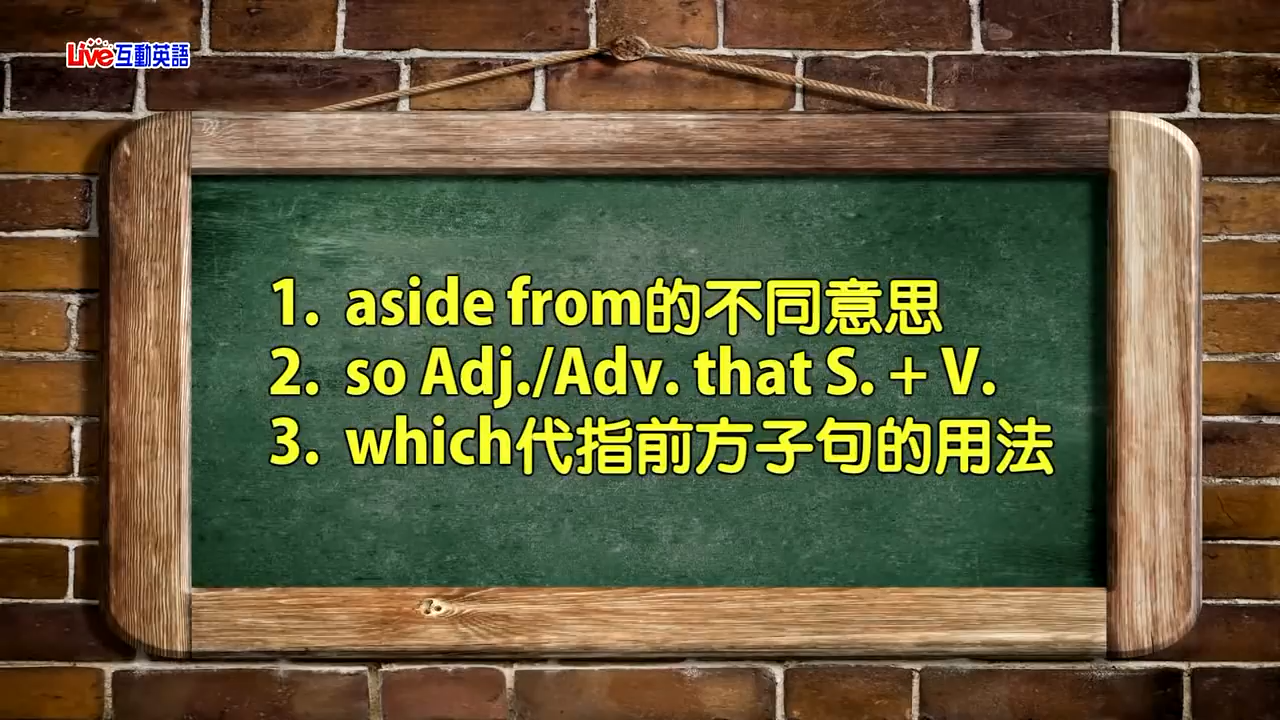 Live互動英語
1. aside from的不同意思
2. so Adj./Adv. that S. + V.
3. which代指前方子句的用法